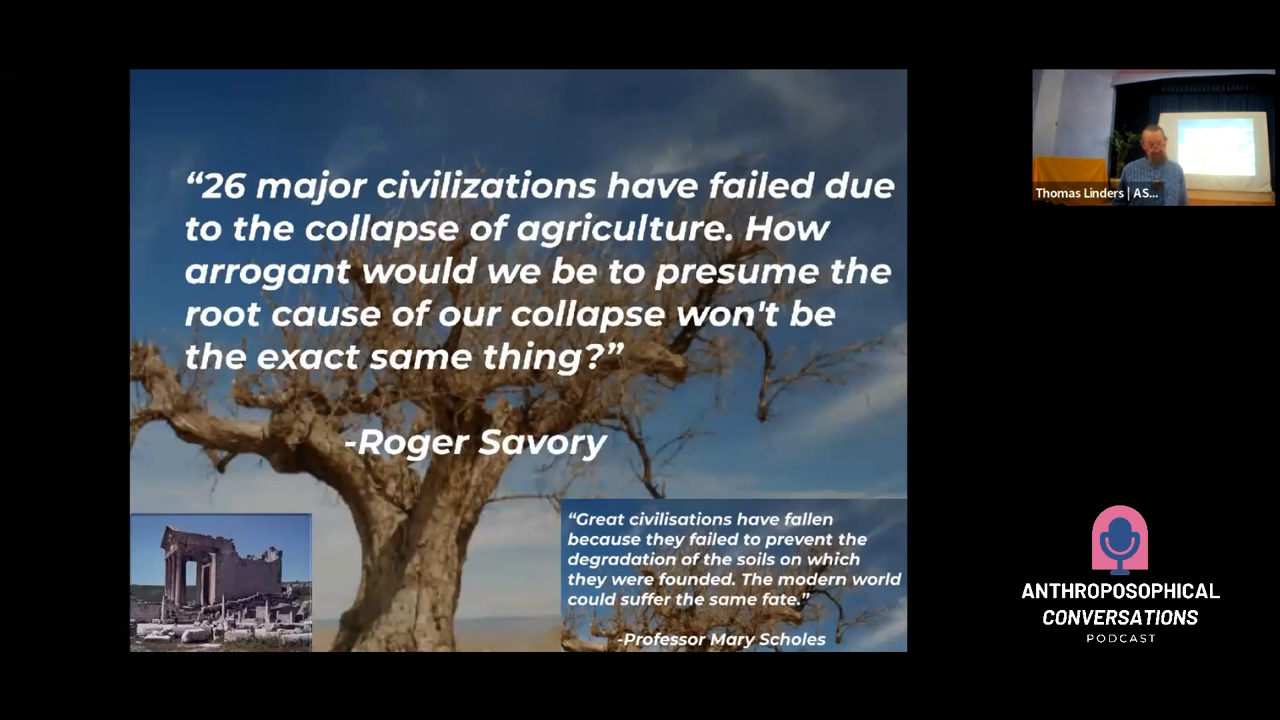 “26 major civilizations have failed due
to the collapse of agriculture. How
arrogant would we be to presume the
root cause of our collapse won't be
the exact same thing?”
-Roger Savory
“Great civilisations have fallen
because they failed to prevent the
degradation of the soils on which
they were founded. The modern world
could suffer the same fate.”
-Professor Mary Scholes
Thomas Linders | AS...
ANTHROPOSOPHICAL
CONVERSATIONS
PODCAST